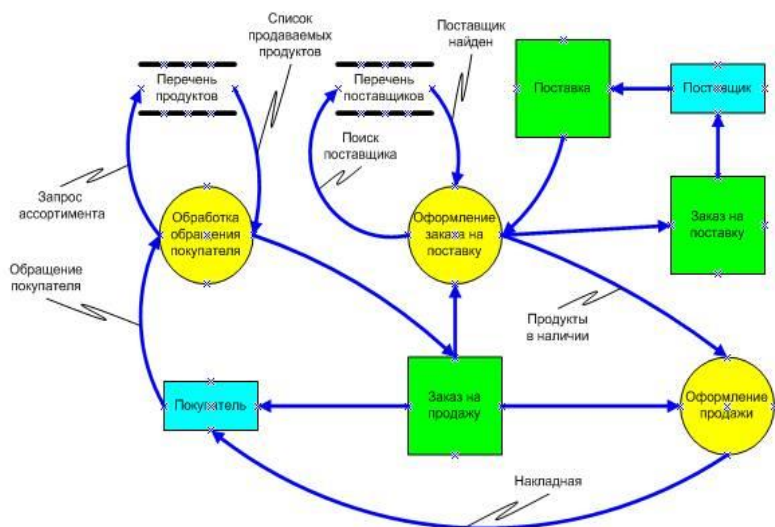 Список
продаваемых
продуктов
Поставщик
найден
Перечень
продуктов
Перечень
поставщиков
Поставка
Поставщик
Поиск
поставщика
Запрос
ассортимента
Обработка
обращения
покупателя
Оформление
заказа на
поставку
Заказ на
поставку
Обращение
покупателя
Продукты
в наличии
Покупатель
Заказ на
продажу
Оформление
продажи
Накладная